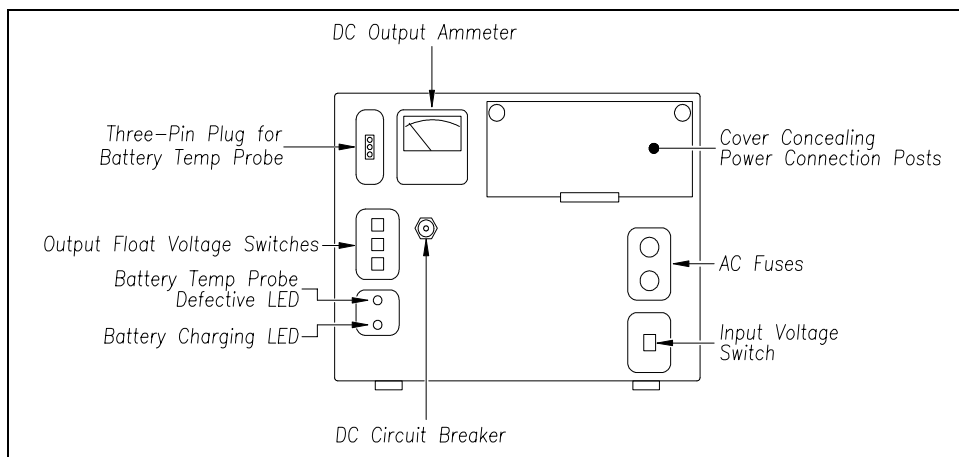 DC Output Ammeter
Three-Pin Plug for
Battery Temp Probe
Cover Concealing
Power Connection Posts
Output Float Voltage Switches
AC Fuses
Battery Temp Probe
Defective LED
Battery Charging LED
Input Voltage
Switch
DC Circuit Breaker